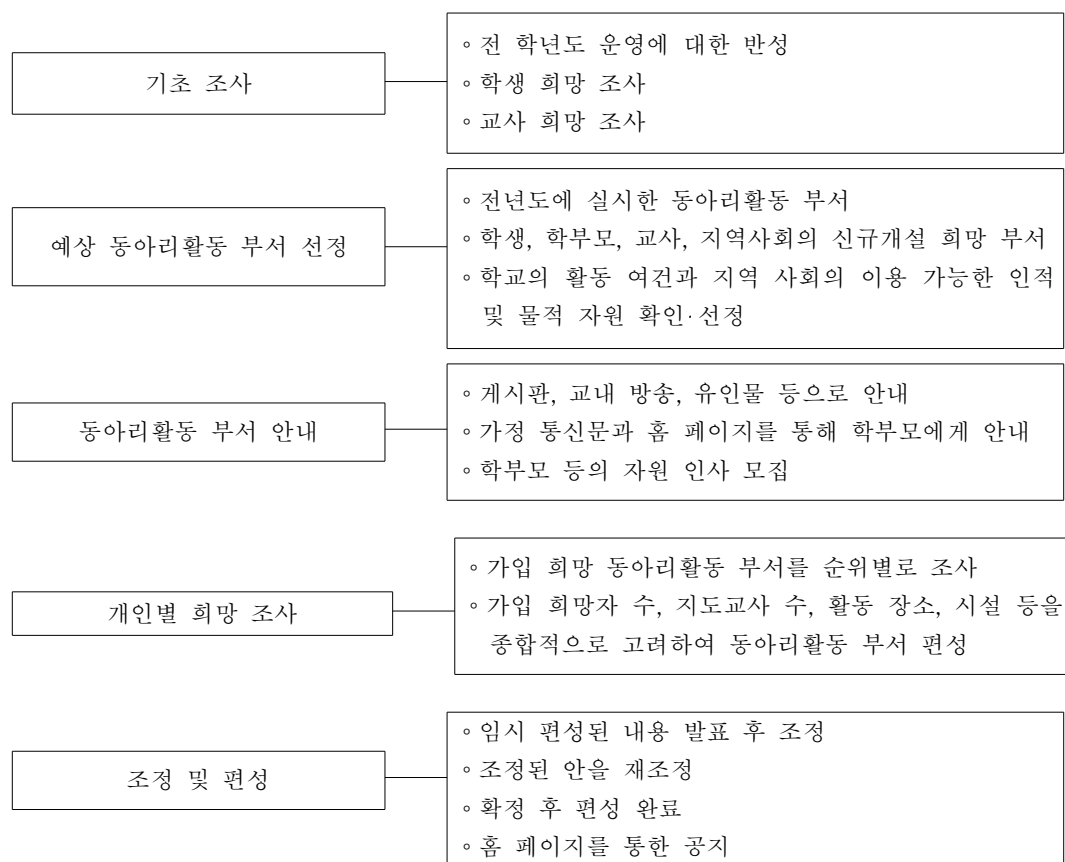 기초 조사
◦전 학년도 운영에 대한 반성
◦학생 희망 조사
◦교사 희망 조사
예상 동아리활동 부서 선정
◦전년도에 실시한 동아리활동 부서
◦학생, 학부모, 교사, 지역사회의 신규개설 희망 부서
◦학교의 활동 여건과 지역 사회의 이용 가능한 인적
및 물적 자원 확인·선정
동아리활동 부서 안내
◦게시판, 교내 방송, 유인물 등으로 안내
◦가정 통신문과 홈 페이지를 통해 학부모에게 안내
◦학부모 등의 자원 인사 모집
개인별 희망 조사
◦가입 희망 동아리활동 부서를 순위별로 조사
◦가입 희망자 수, 지도교사 수, 활동 장소, 시설 등을
종합적으로 고려하여 동아리활동 부서 편성
조정 및 편성
◦임시 편성된 내용 발표 후 조정
◦조정된 안을 재조정
◦확정 후 편성 완료
◦홈 페이지를 통한 공지